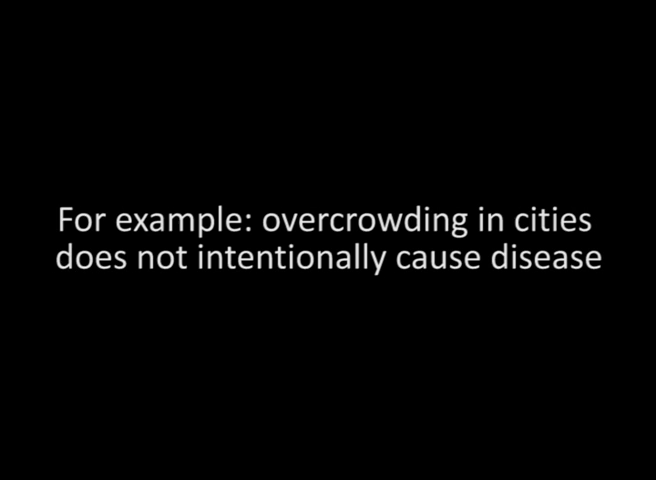 For example: overcrowding in cities
does not intentionally cause disease